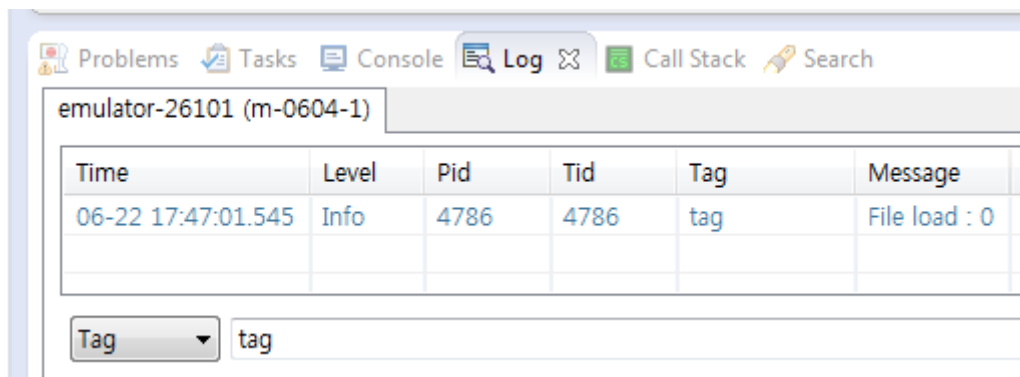 Problems Tasks Console Log CS Call Stack Search
emulator-26101 (m-0604-1)
Time Level Pid Tid Tag Message
06-22 17:47:01.545 Info 4786 4786 tag File load : 0
Tag tag